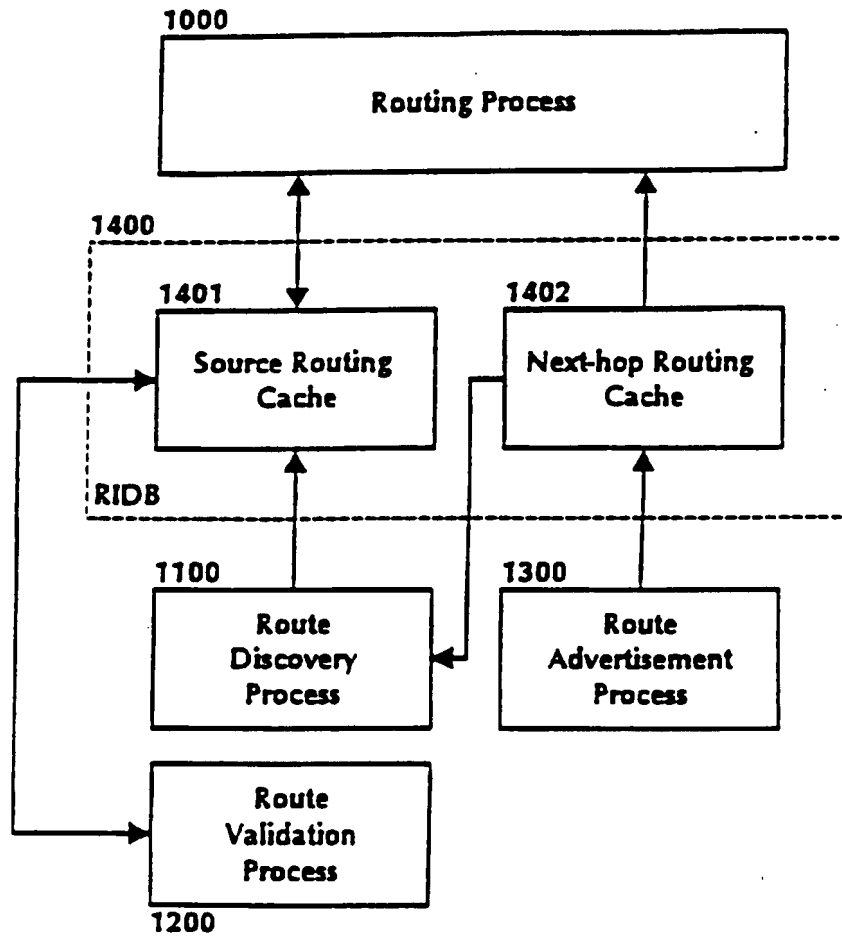 1000
Routing Process
1400
1401
Source Routing
Cache
1402
Next-hop Routing
Cache
RIDB
1100
Route
Discovery
Process
1300
Route
Advertisement
Process
Route
Validation
Process
1200